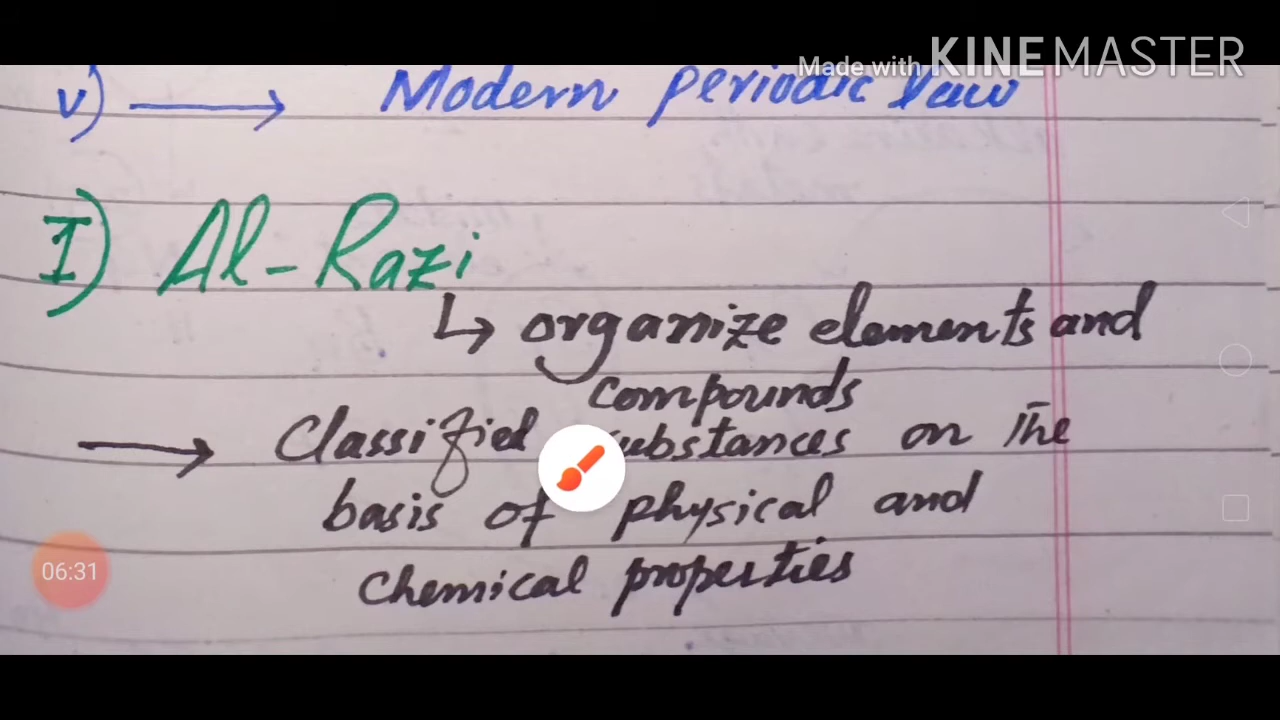 Made with KINEMASTER
v) → Modern periodic law
I) Al-Razi
↳ organize elements and
compounds
→ Classified substances on The
basis of physical and
chemical properties
06:31